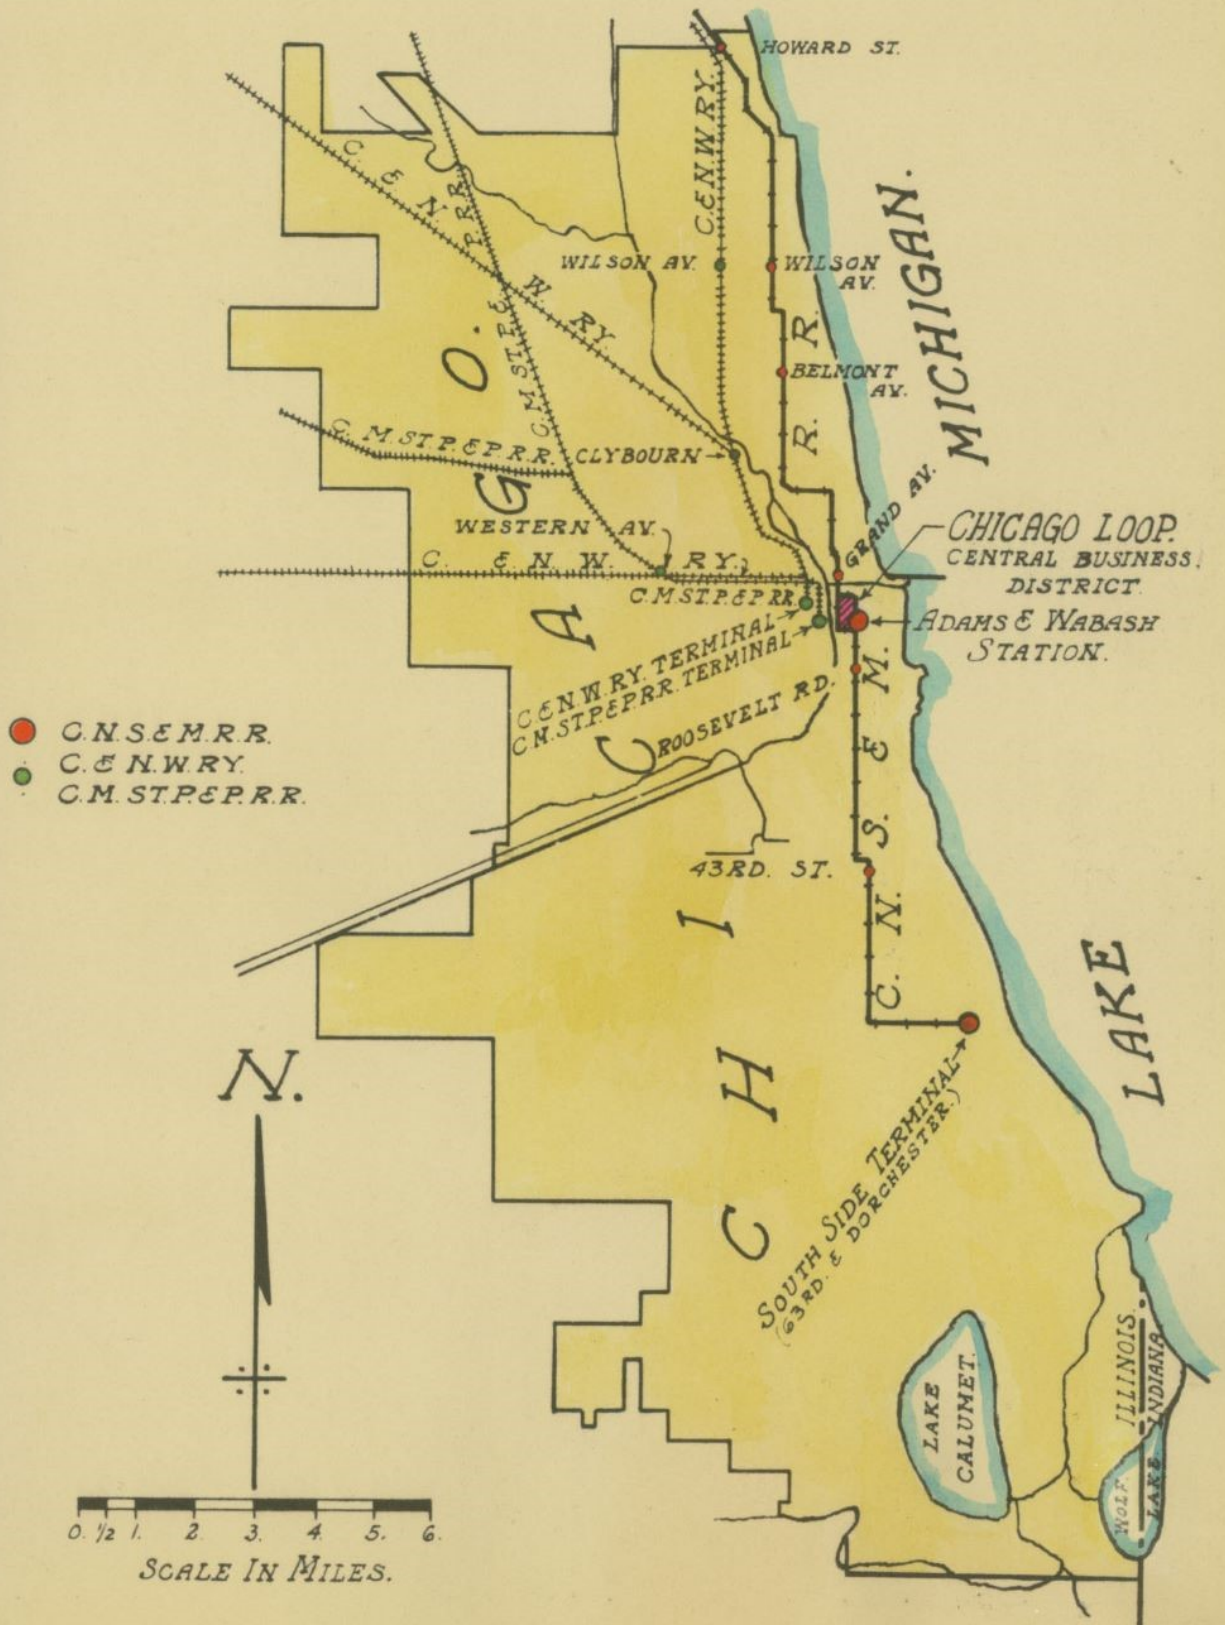 HOWARD ST.
C.&N.W.RY.
C. & N. W. RY.
C.M.ST.P.& P.R.R.
WILSON AV.
WILSON
AV.
BELMONT
AV.
C. M. ST. P. & P. R. R.
CLYBOURN
WESTERN AV.
C. & N. W. RY.
C. M. ST. P. & P. RR.
GRAND AV.
CHICAGO LOOP.
CENTRAL BUSINESS
DISTRICT.
ADAMS & WABASH
STATION.
C. & N. W. RY. TERMINAL
C. M. ST. P. & P. RR. TERMINAL
ROOSEVELT RD.
43RD. ST.
C. N. S. & M. R. R.
CHICAGO.
LAKE MICHIGAN.
C. N. S. & M. R. R.
C. & N. W. RY.
C. M. ST. P. & P. R. R.
N.
SOUTH SIDE TERMINAL
(63RD. & DORCHESTER.)
LAKE
CALUMET.
ILLINOIS.
INDIANA.
WOLF
LAKE.
0. 1/2 1. 2. 3. 4. 5. 6.
SCALE IN MILES.